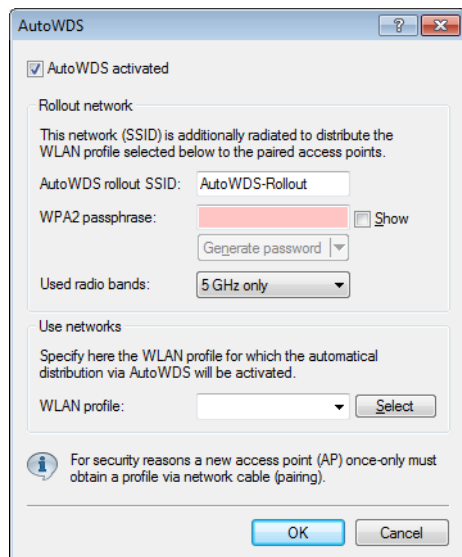 AutoWDS
AutoWDS activated
Rollout network
This network (SSID) is additionally radiated to distribute the
WLAN profile selected below to the paired access points.
AutoWDS rollout SSID: AutoWDS-Rollout
WPA2 passphrase: Show
Generate password
Used radio bands: 5 GHz only
Use networks
Specify here the WLAN profile for which the automatical
distribution via AutoWDS will be activated.
WLAN profile: Select
For security reasons a new access point (AP) once-only must
obtain a profile via network cable (pairing).
OK Cancel